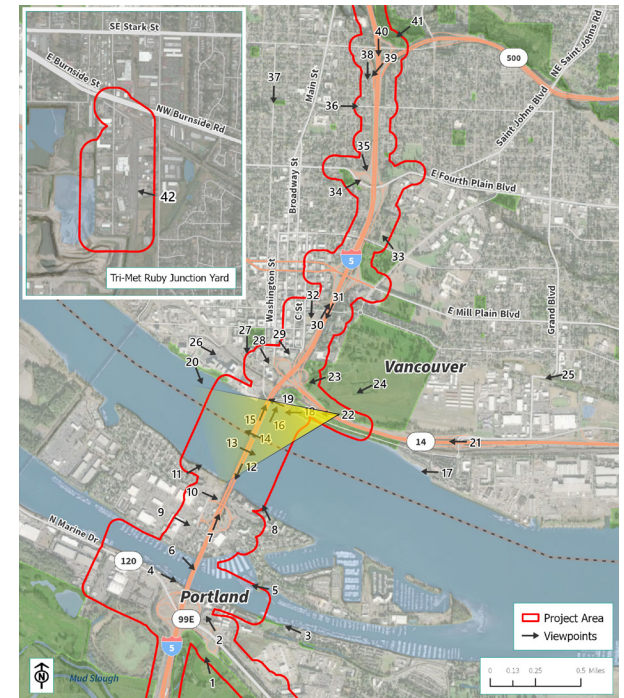 SE Stark St
E Burnside St
NW Burnside Rd
42
Tri-Met Ruby Junction Yard
40
41
38
39
500
NE Saint Johns Rd
37
Main St
36
Saint Johns Blvd
35
E Fourth Plain Blvd
34
Broadway St
33
5
Washington St
C St
32
31
30
E Mill Plain Blvd
Grand Blvd
27
29
26
28
20
Vancouver
23
24
25
19
18
22
15
16
14
14
21
13
17
12
11
10
9
7
8
N Marine Dr
6
120
4
5
Portland
99E
3
2
5
1
Mud Slough
N
Project Area
Viewpoints
0 0.13 0.25 0.5 Miles